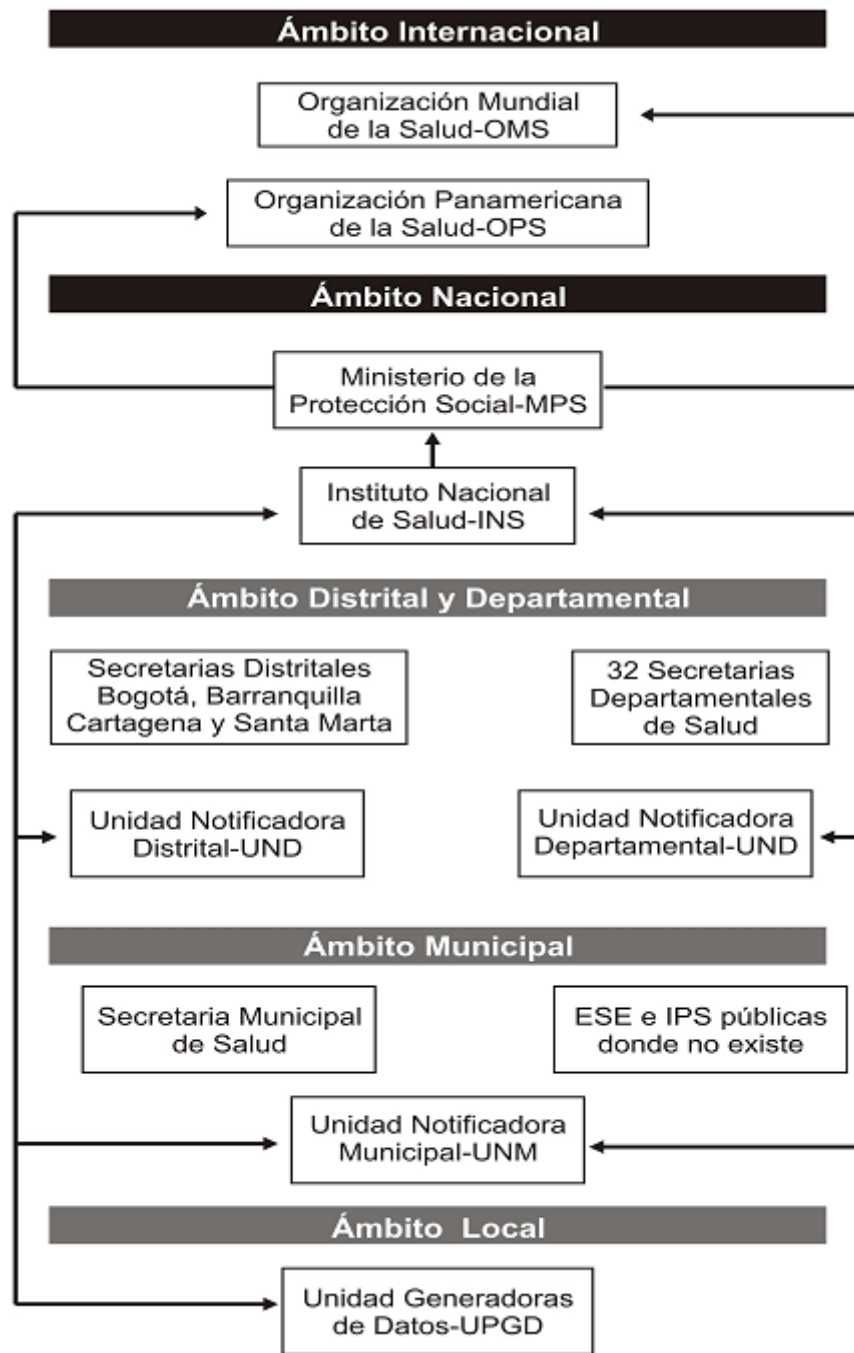 Ámbito Internacional
Organización Mundial
de la Salud-OMS
Organización Panamericana
de la Salud-OPS
Ámbito Nacional
Ministerio de la
Protección Social-MPS
Instituto Nacional
de Salud-INS
Ámbito Distrital y Departamental
Secretarias Distritales
Bogotá, Barranquilla
Cartagena y Santa Marta
32 Secretarias
Departamentales
de Salud
Unidad Notificadora
Distrital-UND
Unidad Notificadora
Departamental-UND
Ámbito Municipal
Secretaria Municipal
de Salud
ESE e IPS públicas
donde no existe
Unidad Notificadora
Municipal-UNM
Ámbito Local
Unidad Generadoras
de Datos-UPGD